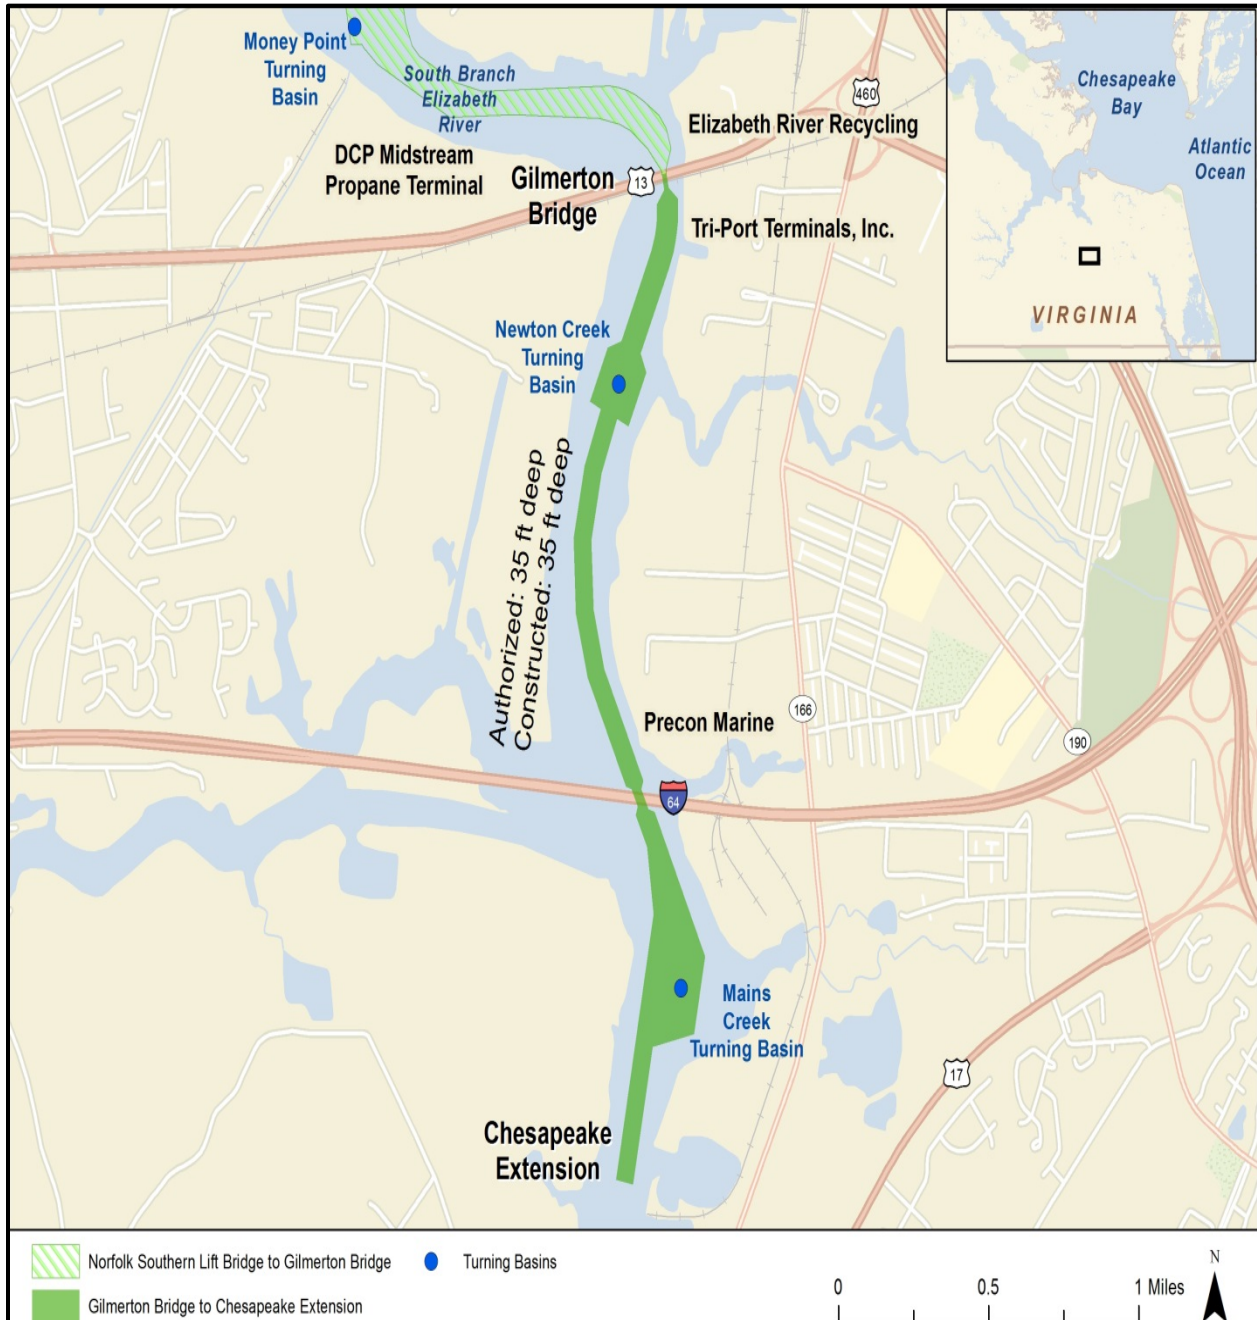 Money Point
Turning
Basin
South Branch
Elizabeth
River
460
Chesapeake
Bay
Atlantic
Ocean
VIRGINIA
Elizabeth River Recycling
DCP Midstream
Propane Terminal
Gilmerton
Bridge
13
Tri-Port Terminals, Inc.
Newton Creek
Turning
Basin
Authorized: 35 ft deep
Constructed: 35 ft deep
Precon Marine
166
190
64
Mains
Creek
Turning Basin
17
Chesapeake
Extension
Norfolk Southern Lift Bridge to Gilmerton Bridge
Turning Basins
Gilmerton Bridge to Chesapeake Extension
0 0.5 1 Miles
N